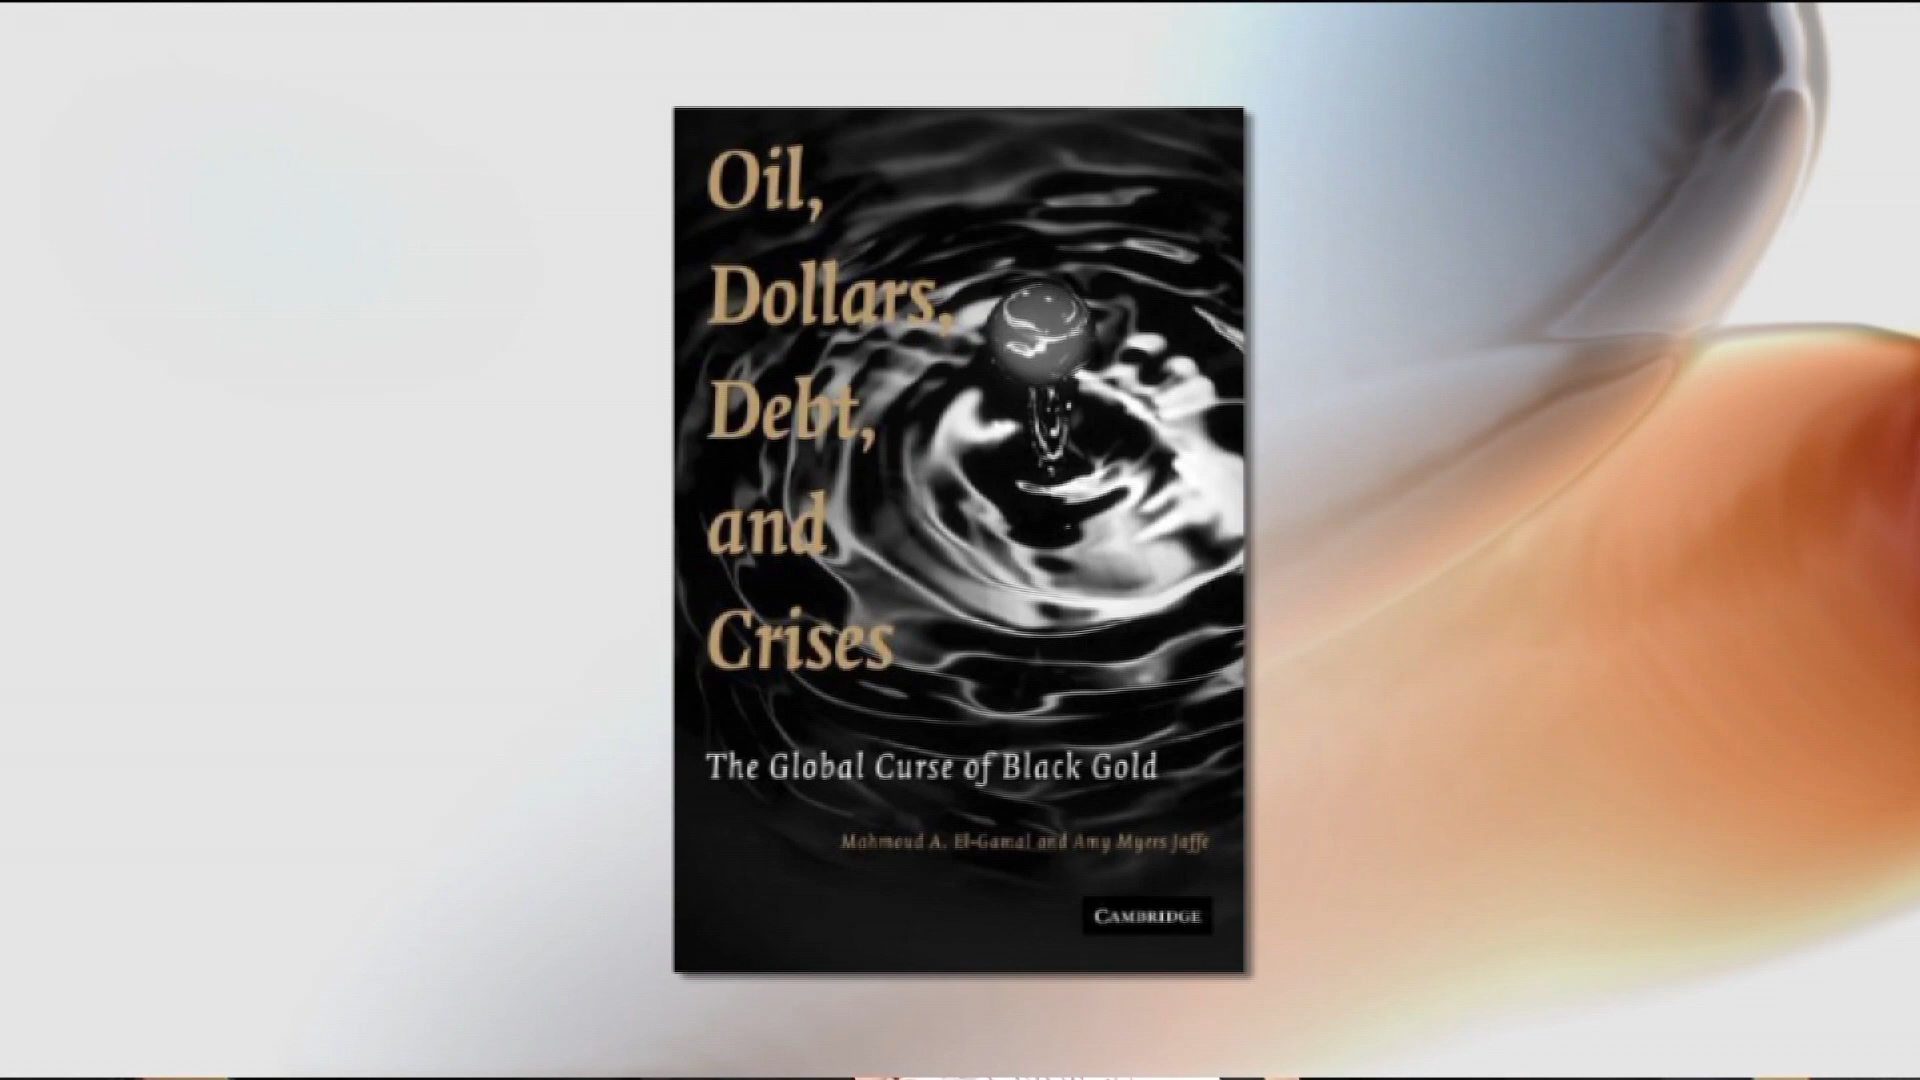 Oil,
Dollars,
Debt,
and
Crises
The Global Curse of Black Gold
Mahmoud A. El-Gamal and Amy Myers Jaffe
CAMBRIDGE